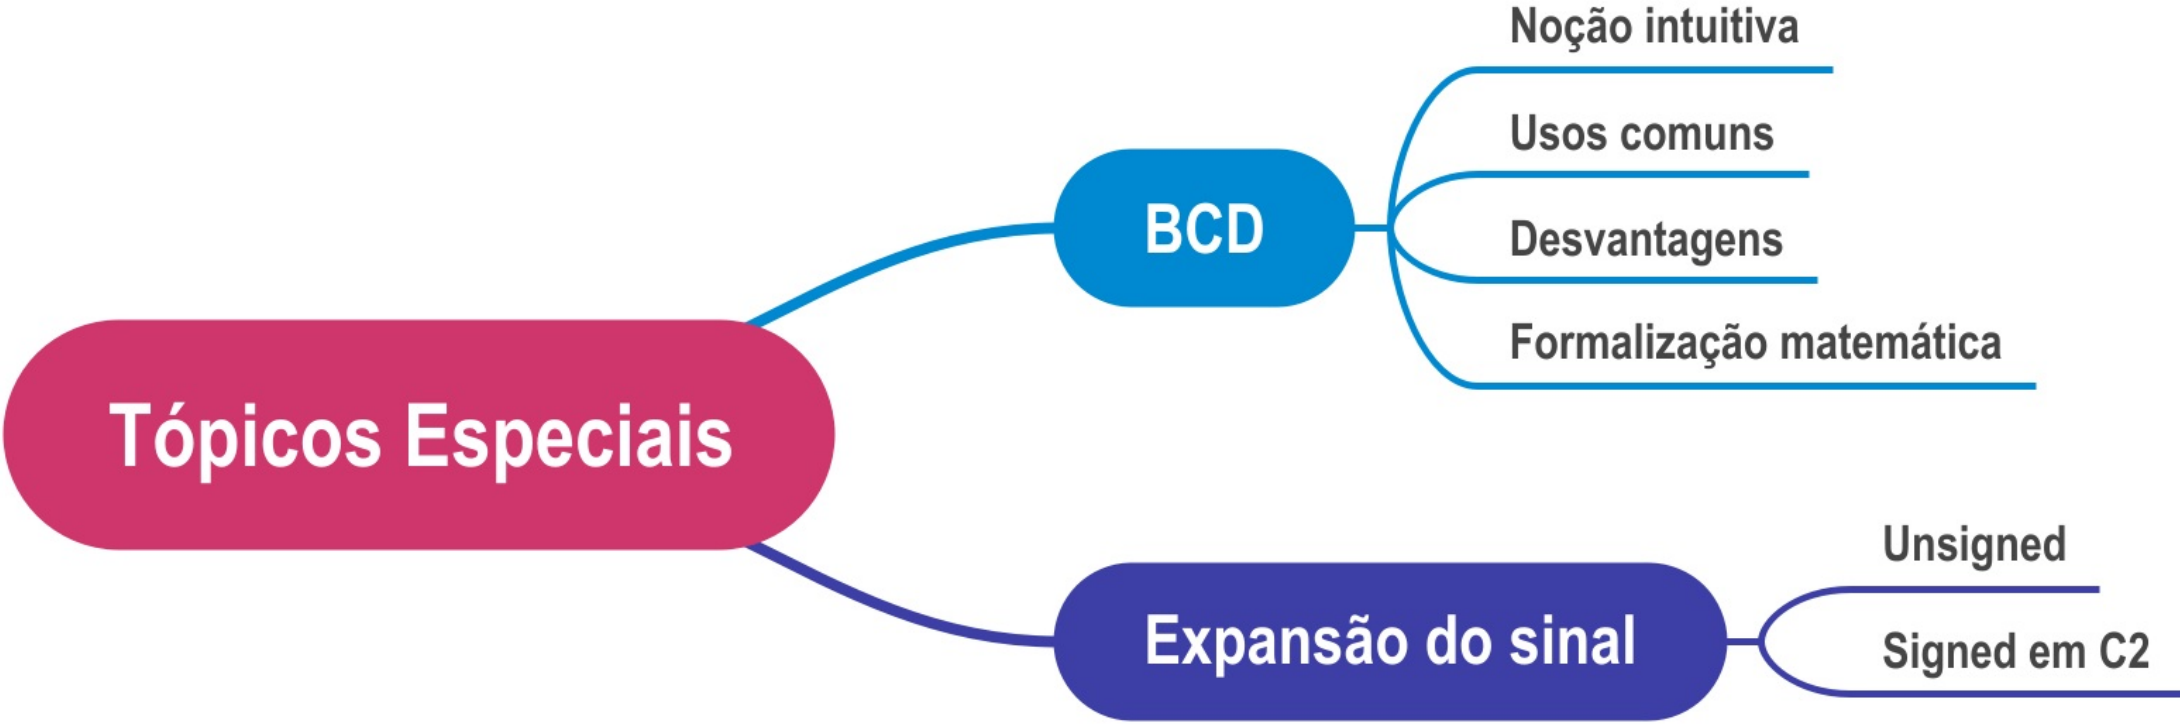 Tópicos Especiais
BCD
Noção intuitiva
Usos comuns
Desvantagens
Formalização matemática
Expansão do sinal
Unsigned
Signed em C2